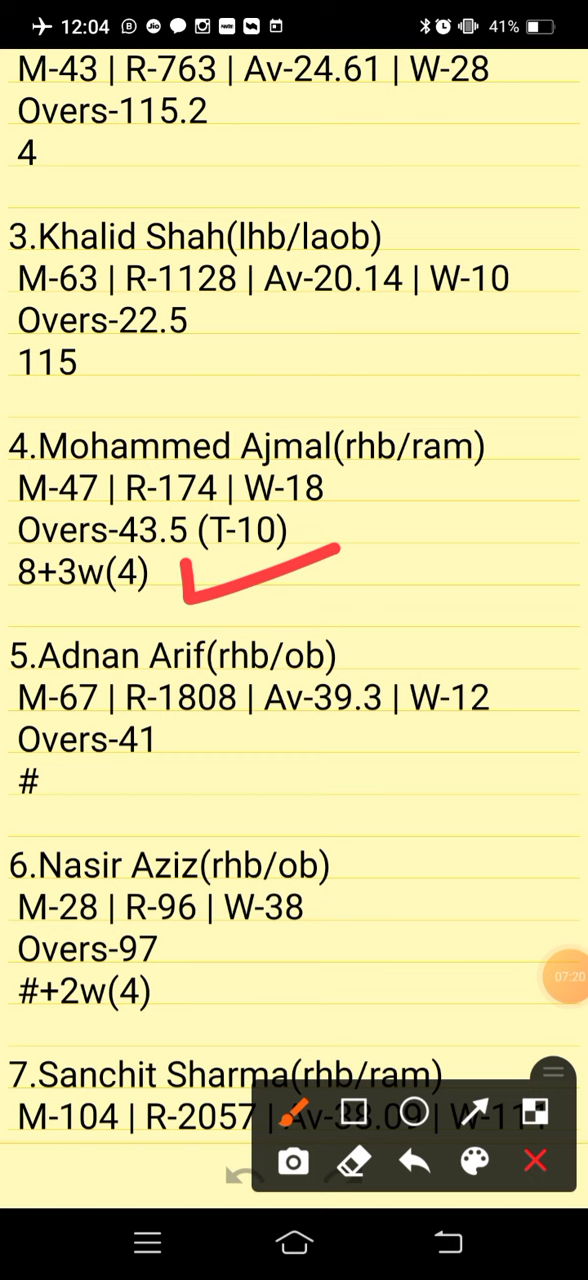 12:04
41%
M-43 | R-763 | Av-24.61 | W-28
Overs-115.2
4
3.Khalid Shah(lhb/laob)
M-63 | R-1128 | Av-20.14 | W-10
Overs-22.5
115
4.Mohammed Ajmal(rhb/ram)
M-47 | R-174 | W-18
Overs-43.5 (T-10)
8+3w(4)
5.Adnan Arif(rhb/ob)
M-67 | R-1808 | Av-39.3 | W-12
Overs-41
#
6.Nasir Aziz(rhb/ob)
M-28 | R-96 | W-38
Overs-97
#+2w(4)
07:20
7.Sanchit Sharma(rhb/ram)
M-104 | R-2057 | Av-38.09 |